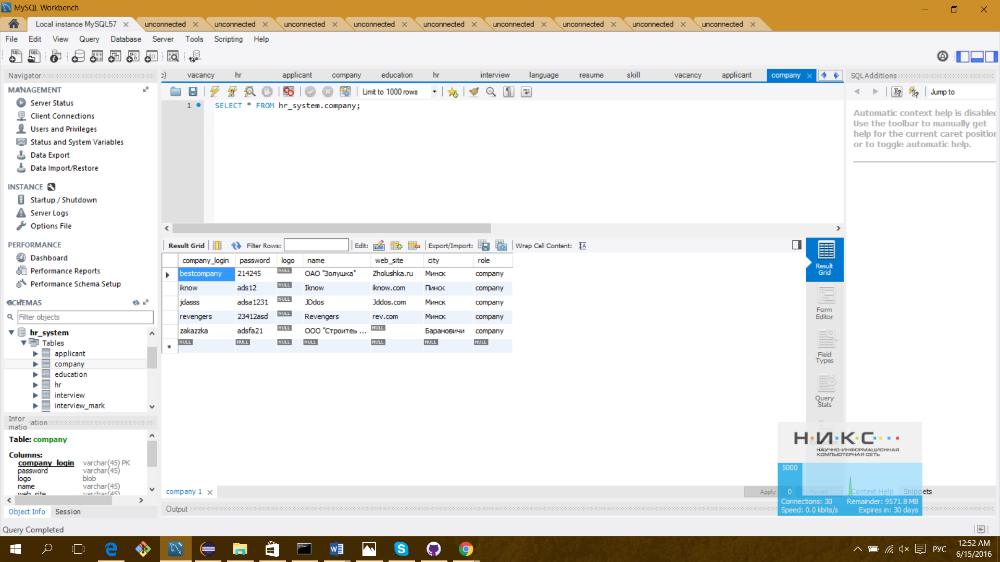 MySQL Workbench
Local instance MySQL57 unconnected unconnected unconnected unconnected unconnected unconnected unconnected unconnected unconnected
File Edit View Query Database Server Tools Scripting Help
Navigator
MANAGEMENT
Server Status
Client Connections
Users and Privileges
Status and System Variables
Data Export
Data Import/Restore
INSTANCE
Startup / Shutdown
Server Logs
Options File
PERFORMANCE
Dashboard
Performance Reports
Performance Schema Setup
SCHEMAS
Filter objects
hr_system
Tables
applicant
company
education
hr
interview
interview_mark
Table: company
Columns:
company_login varchar(45) PK
password varchar(45)
logo blob
name varchar(45)
web_site varchar(45)
Object Info Session
Query Completed
c) vacancy hr applicant company education hr interview language resume skill vacancy applicant company
Limit to 1000 rows
1 SELECT * FROM hr_system.company;
Result Grid Filter Rows: Edit: Export/Import: Wrap Cell Content:
company_login password logo name web_site city role
bestcompany 214245 NULL ОАО "Золушка" Zholushka.ru Минск company
iknow ads12 NULL Iknow iknow.com Пинск company
jdasss adsa1231 NULL JDdos Jddos.com Минск company
revengers 23412asd NULL Revengers rev.com Минск company
zakazzka adsfa21 NULL ООО "Строитеь ... NULL Барановичи company
NULL NULL NULL NULL NULL NULL NULL
Result Grid
Form Editor
Field Types
Query Stats
company 1
Apply Revert
Output
SQLAdditions
Jump to
Automatic context help is disabled
Use the toolbar to manually get
help for the current caret position
or to toggle automatic help.
Context Help Snippets
Н·И·К·С
НАУЧНО-ИНФОРМАЦИОННАЯ
КОМПЬЮТЕРНАЯ СЕТЬ
5000
0
Connections: 30 Remainder: 9571.8 MB
Speed: 0.0 kbits/s Expires in: 30 days
РУС
12:52 AM
6/15/2016